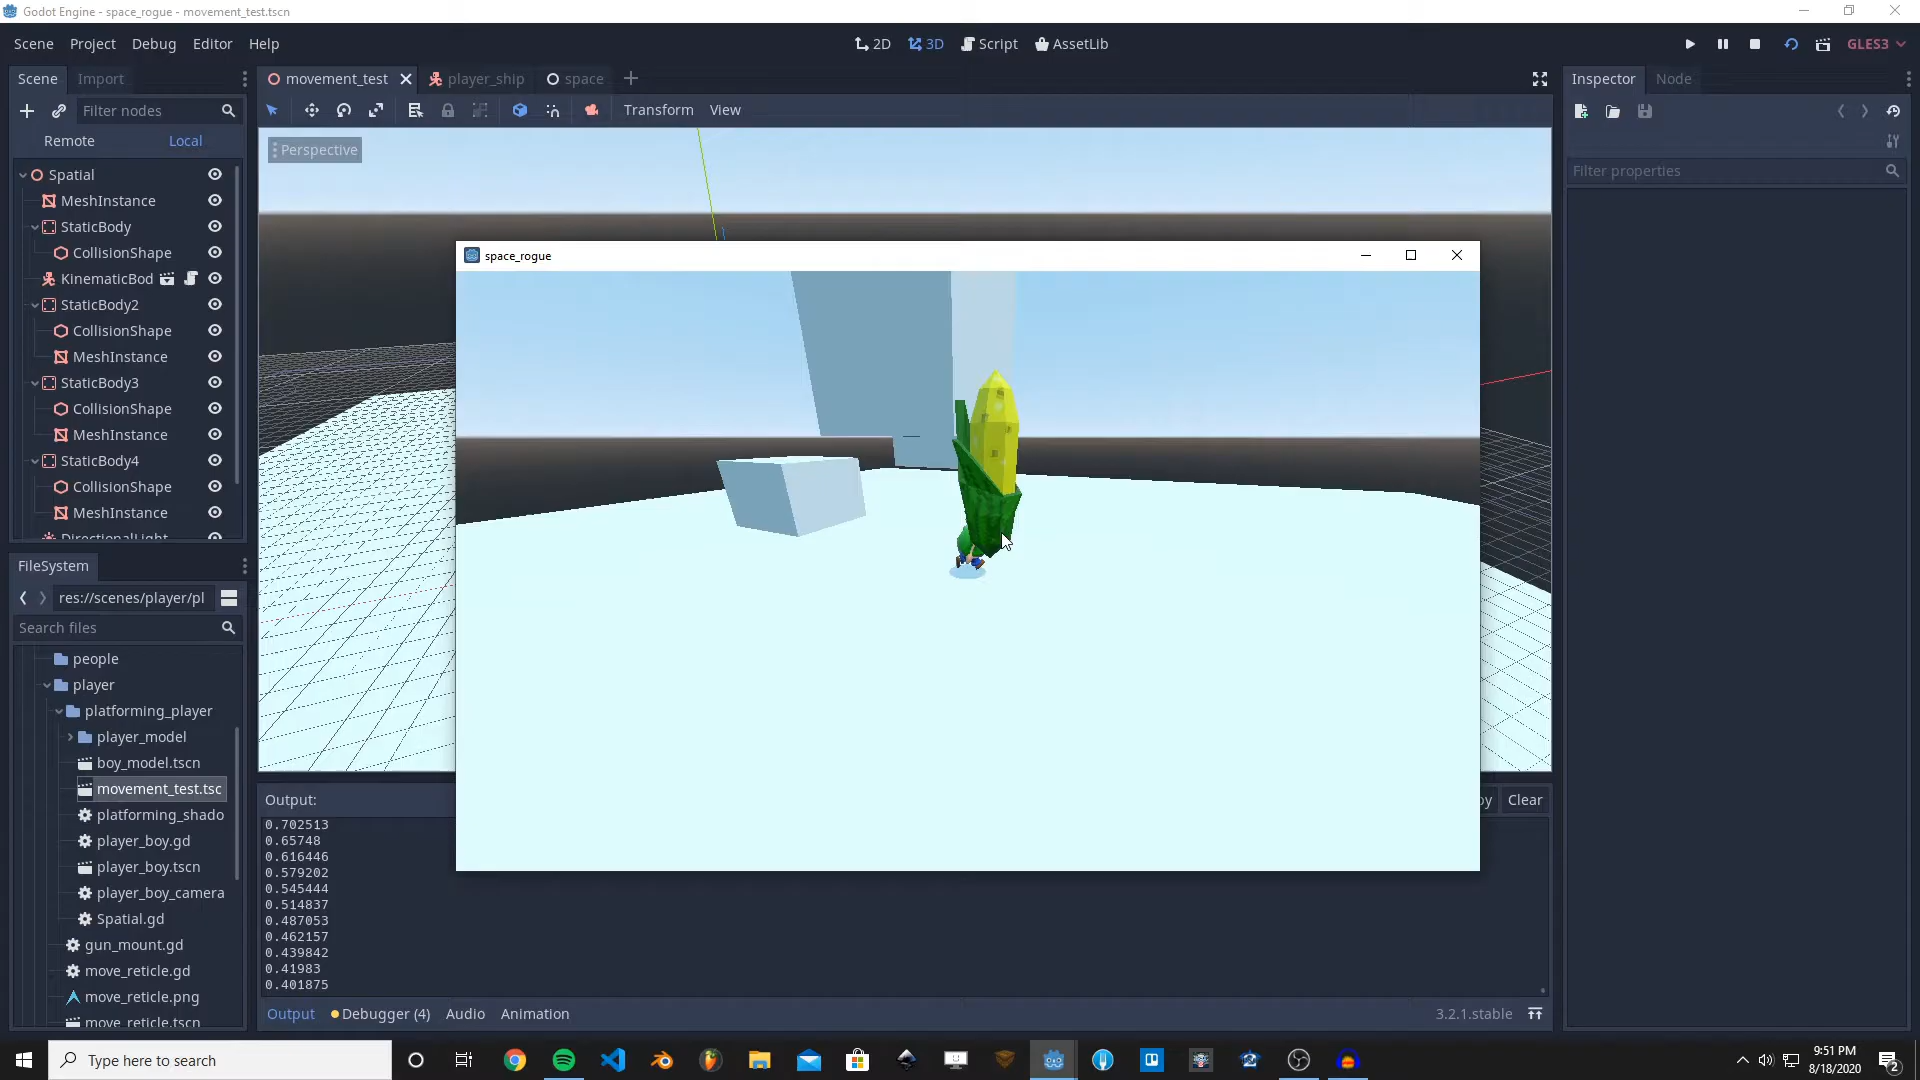 Godot Engine - space_rogue - movement_test.tscn
Scene Project Debug Editor Help
2D 3D Script AssetLib
GLES3
Scene Import
movement_test player_ship space
Inspector Node
Filter nodes
Transform View
Remote Local
Perspective
Filter properties
Spatial
MeshInstance
StaticBody
CollisionShape
KinematicBod
StaticBody2
CollisionShape
MeshInstance
StaticBody3
CollisionShape
MeshInstance
StaticBody4
CollisionShape
MeshInstance
DirectionalLight
space_rogue
FileSystem
res://scenes/player/pl
Search files
people
player
platforming_player
player_model
boy_model.tscn
movement_test.tsc
platforming_shado
player_boy.gd
player_boy.tscn
player_boy_camera
Spatial.gd
gun_mount.gd
move_reticle.gd
move_reticle.png
move_reticle.tscn
Output:
py Clear
0.702513
0.65748
0.616446
0.579202
0.545444
0.514837
0.487053
0.462157
0.439842
0.41983
0.401875
Output Debugger (4) Audio Animation
3.2.1.stable
Type here to search
9:51 PM
8/18/2020
2